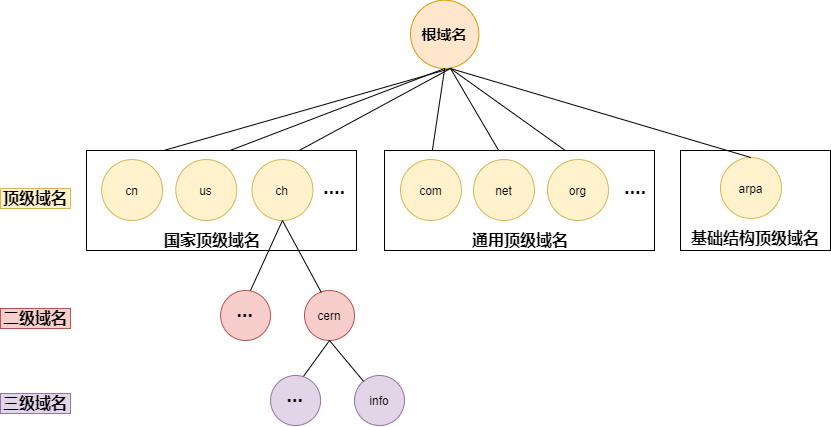 根域名
顶级域名
cn
us
ch
....
com
net
org
....
arpa
国家顶级域名
通用顶级域名
基础结构顶级域名
二级域名
...
cern
三级域名
...
info